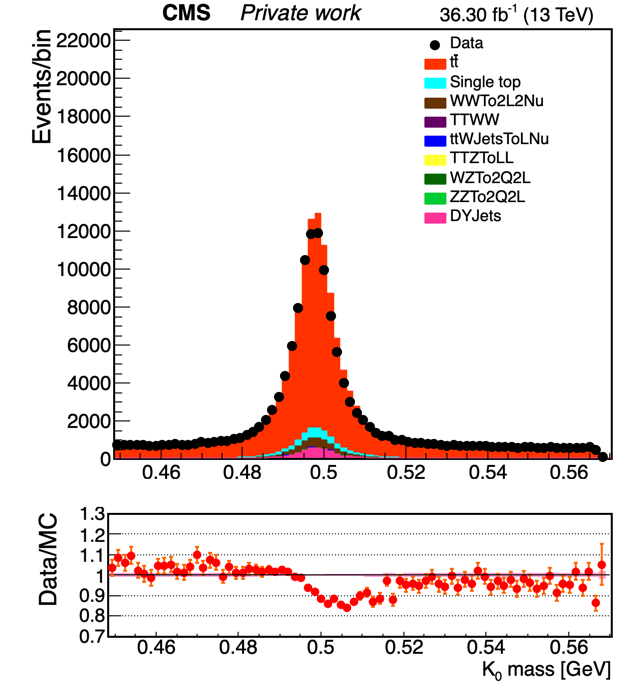 CMS Private work 36.30 fb⁻¹ (13 TeV)
Events/bin
22000
20000
18000
16000
14000
12000
10000
8000
6000
4000
2000
0
Data
tt̄
Single top
WWTo2L2Nu
TTWW
ttWJetsToLNu
TTZToLL
WZTo2Q2L
ZZTo2Q2L
DYJets
0.46 0.48 0.5 0.52 0.54 0.56
Data/MC
1.3
1.2
1.1
1
0.9
0.8
0.7
0.46 0.48 0.5 0.52 0.54 0.56
K₀ mass [GeV]